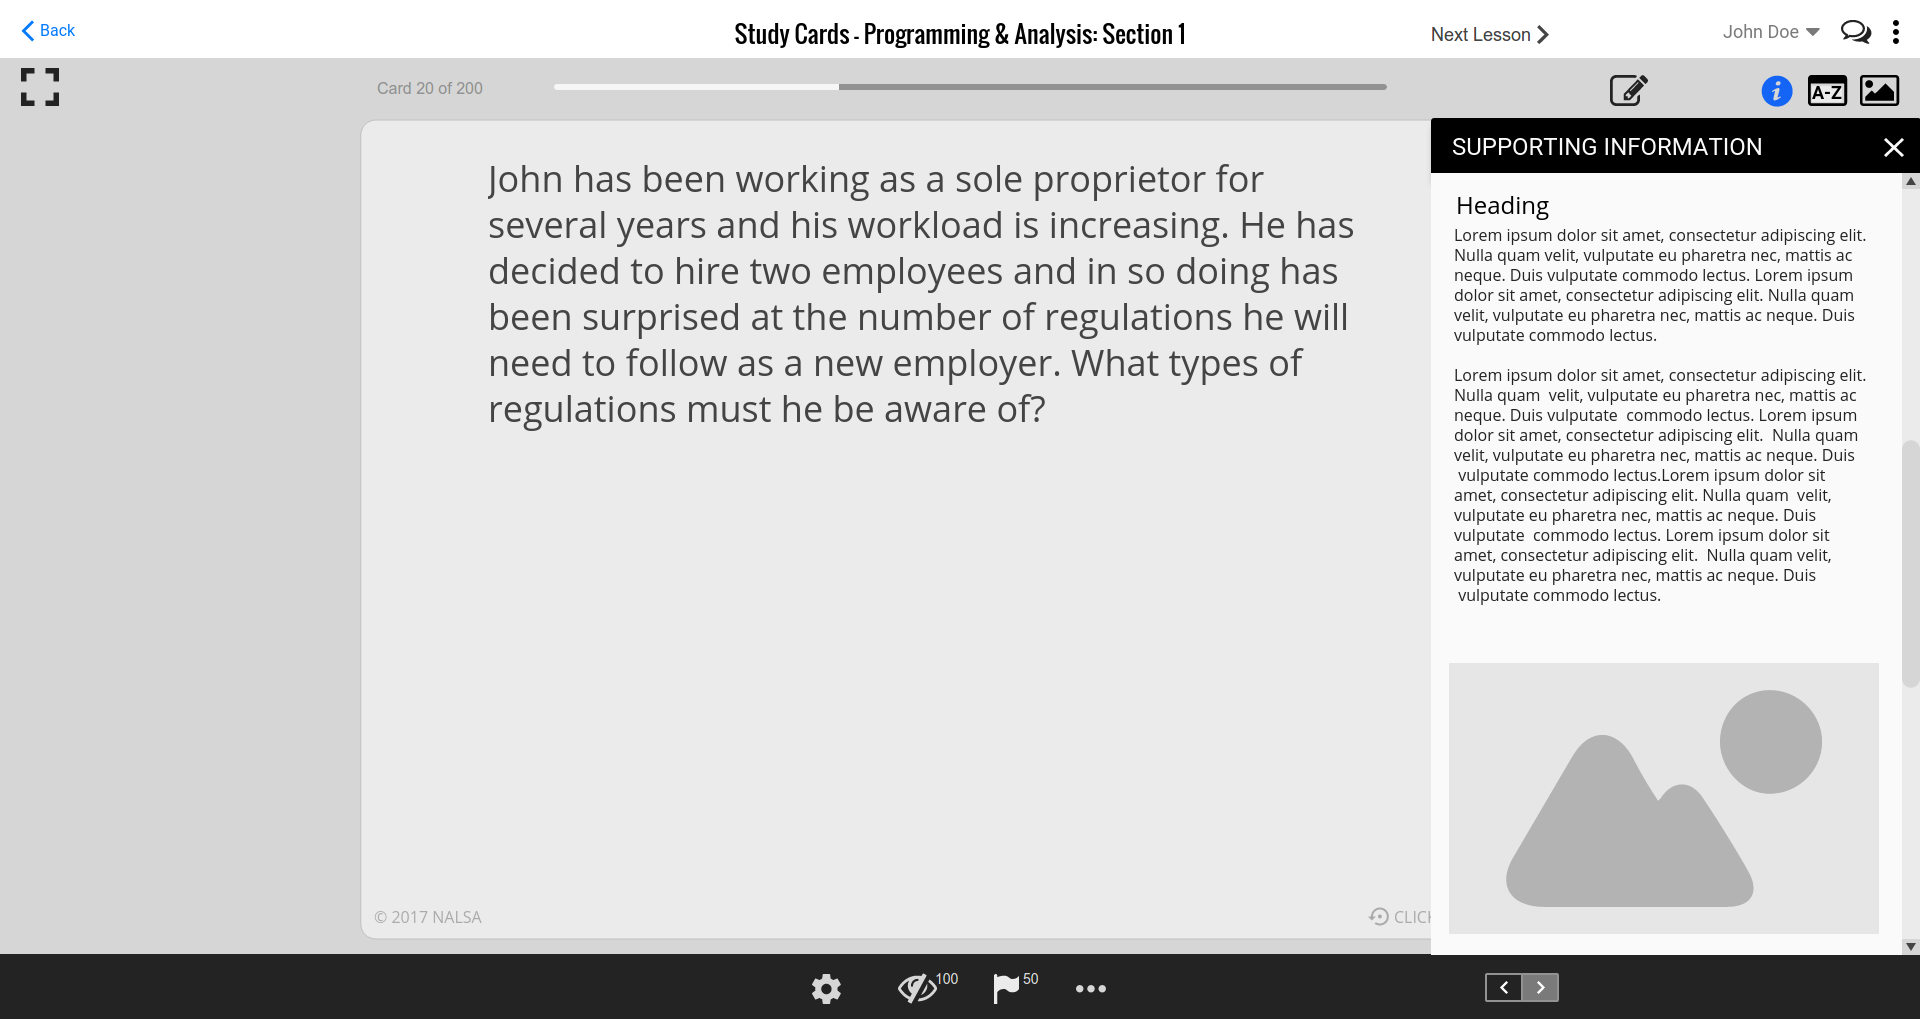 Back
Study Cards - Programming & Analysis: Section 1
Next Lesson
John Doe
Card 20 of 200
A-Z
John has been working as a sole proprietor for
several years and his workload is increasing. He has
decided to hire two employees and in so doing has
been surprised at the number of regulations he will
need to follow as a new employer. What types of
regulations must he be aware of?
© 2017 NALSA
CLICK
SUPPORTING INFORMATION
Heading
Lorem ipsum dolor sit amet, consectetur adipiscing elit.
Nulla quam velit, vulputate eu pharetra nec, mattis ac
neque. Duis vulputate commodo lectus. Lorem ipsum
dolor sit amet, consectetur adipiscing elit. Nulla quam
velit, vulputate eu pharetra nec, mattis ac neque. Duis
vulputate commodo lectus.
Lorem ipsum dolor sit amet, consectetur adipiscing elit.
Nulla quam  velit, vulputate eu pharetra nec, mattis ac
neque. Duis vulputate  commodo lectus. Lorem ipsum
dolor sit amet, consectetur adipiscing elit.  Nulla quam
velit, vulputate eu pharetra nec, mattis ac neque. Duis
vulputate commodo lectus.Lorem ipsum dolor sit
amet, consectetur adipiscing elit. Nulla quam  velit,
vulputate eu pharetra nec, mattis ac neque. Duis
vulputate  commodo lectus. Lorem ipsum dolor sit
amet, consectetur adipiscing elit.  Nulla quam velit,
vulputate eu pharetra nec, mattis ac neque. Duis
vulputate commodo lectus.
100
50